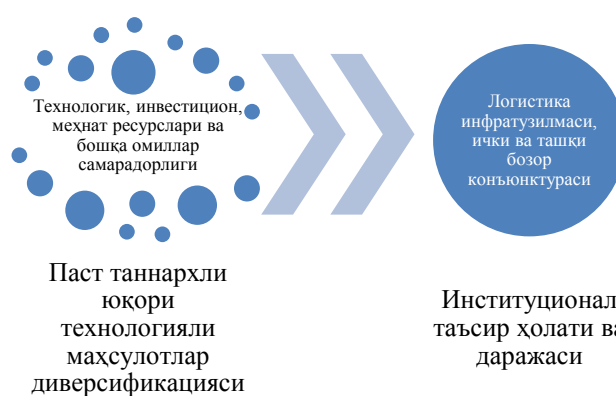 Технологик, инвестицион,
меҳнат ресурслари ва
бошқа омиллар
самарадорлиги
Логистика
инфратузилмаси,
ички ва ташқи
бозор
конъюнктураси
Паст таннархли
юқори
технологияли
маҳсулотлар
диверсификацияси
Институционал
таъсир ҳолати ва
даражаси